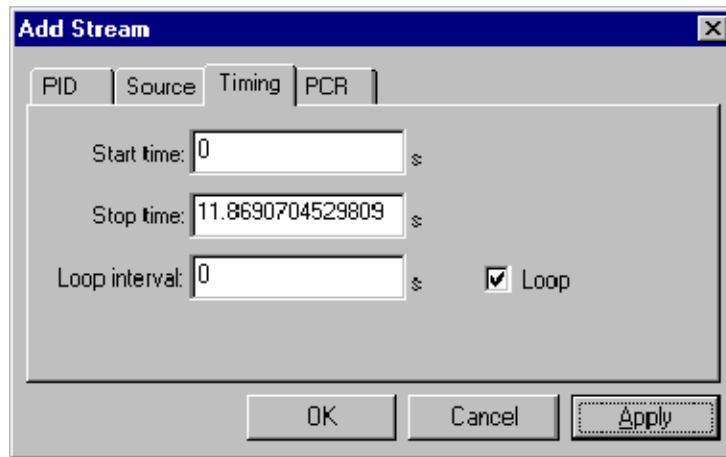 Add Stream
PID Source Timing PCR
Start time: 0 s
Stop time: 11.8690704529809 s
Loop interval: 0 s Loop
OK Cancel Apply